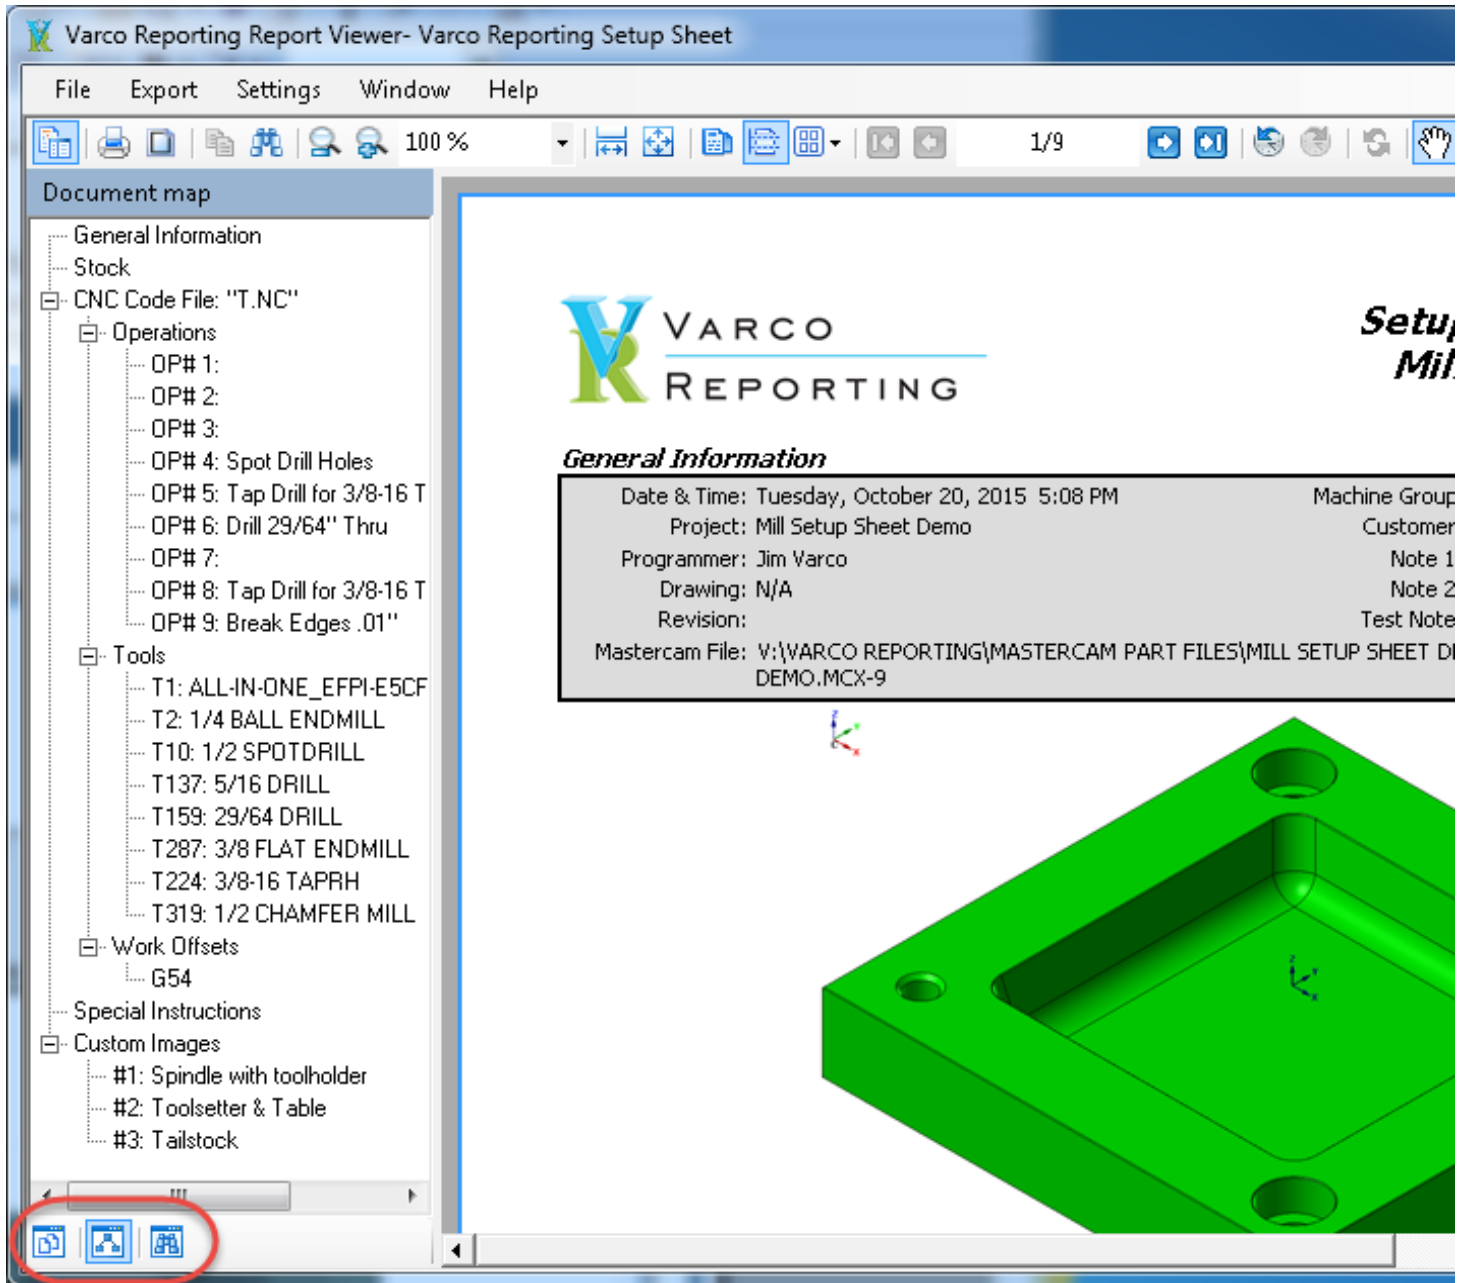 Varco Reporting Report Viewer- Varco Reporting Setup Sheet
File Export Settings Window Help
100 % 1/9
Document map
General Information
Stock
CNC Code File: "T.NC"
Operations
OP# 1:
OP# 2:
OP# 3:
OP# 4: Spot Drill Holes
OP# 5: Tap Drill for 3/8-16 T
OP# 6: Drill 29/64" Thru
OP# 7:
OP# 8: Tap Drill for 3/8-16 T
OP# 9: Break Edges .01"
Tools
T1: ALL-IN-ONE_EFPI-E5CF
T2: 1/4 BALL ENDMILL
T10: 1/2 SPOTDRILL
T137: 5/16 DRILL
T159: 29/64 DRILL
T287: 3/8 FLAT ENDMILL
T224: 3/8-16 TAPRH
T319: 1/2 CHAMFER MILL
Work Offsets
G54
Special Instructions
Custom Images
#1: Spindle with toolholder
#2: Toolsetter & Table
#3: Tailstock
VR
VARCO
REPORTING
Setup
Mill
General Information
Date & Time: Tuesday, October 20, 2015 5:08 PM Machine Group
Project: Mill Setup Sheet Demo Customer
Programmer: Jim Varco Note 1
Drawing: N/A Note 2
Revision: Test Note
Mastercam File: V:\VARCO REPORTING\MASTERCAM PART FILES\MILL SETUP SHEET DE
DEMO.MCX-9